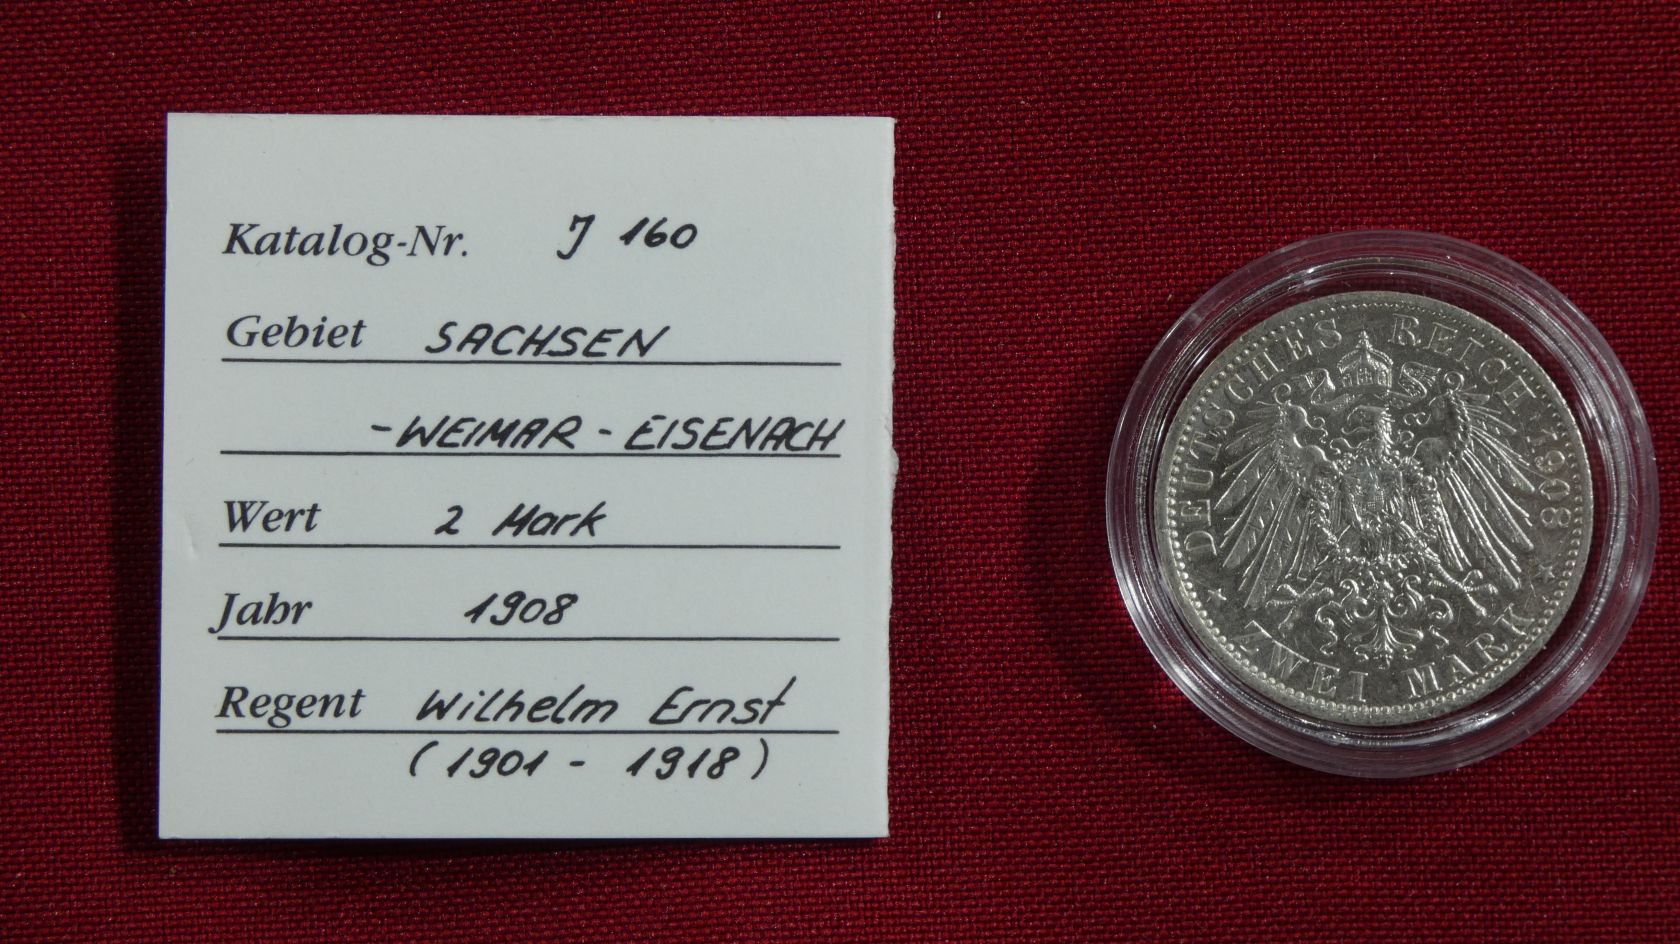 Katalog-Nr. J 160
Gebiet SACHSEN
-WEIMAR-EISENACH
Wert 2 Mark
Jahr 1908
Regent Wilhelm Ernst
(1901 - 1918)
DEUTSCHES REICH 1908
ZWEI MARK